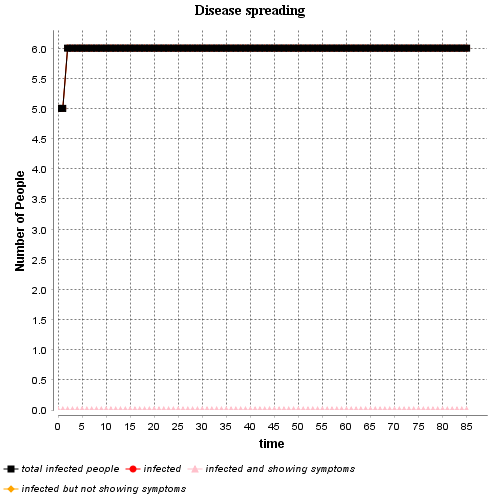 Disease spreading
6.0
5.5
5.0
4.5
4.0
3.5
3.0
2.5
2.0
1.5
1.0
0.5
0.0
Number of People
0 5 10 15 20 25 30 35 40 45 50 55 60 65 70 75 80 85
time
total infected people infected infected and showing symptoms
infected but not showing symptoms